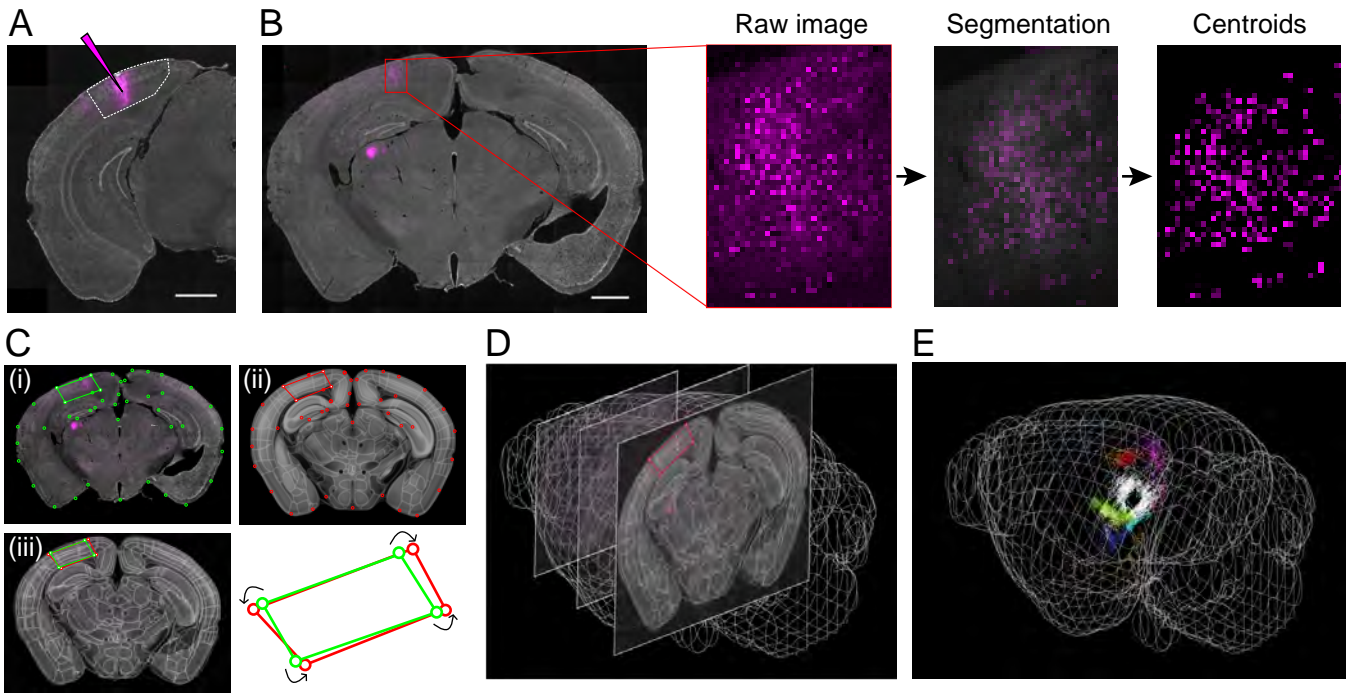 A
B
Raw image
Segmentation
Centroids
C
(i)
(ii)
(iii)
D
E